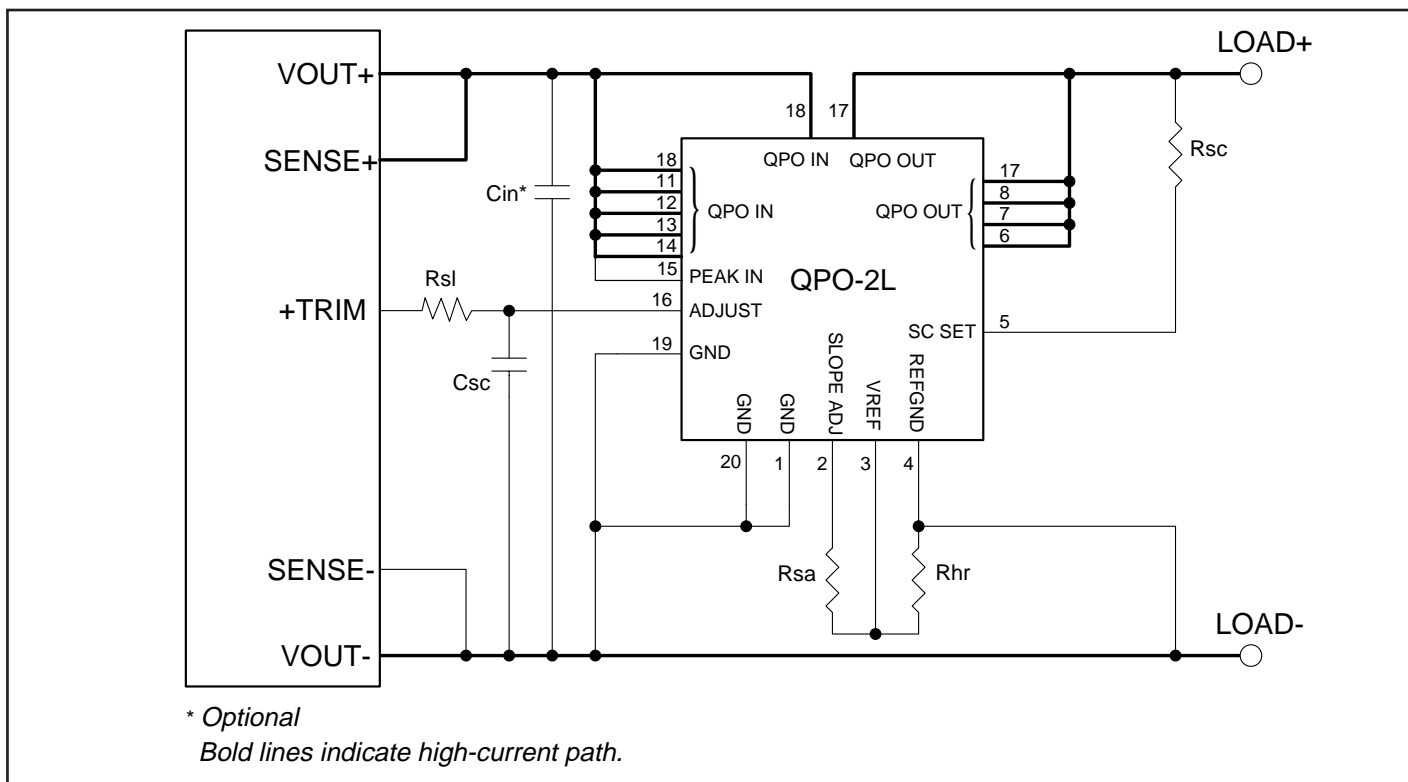 LOAD+
VOUT+
18
17
QPO IN
QPO OUT
SENSE+
Rsc
Cin*
18
11
12
13
14
QPO IN
17
8
7
6
QPO OUT
15
PEAK IN
QPO-2L
Rsl
+TRIM
16
ADJUST
SC SET
5
19
GND
Csc
GND
GND
SLOPE ADJ
VREF
REFGND
20
1
2
3
4
Rsa
Rhr
SENSE-
LOAD-
VOUT-
* Optional
Bold lines indicate high-current path.